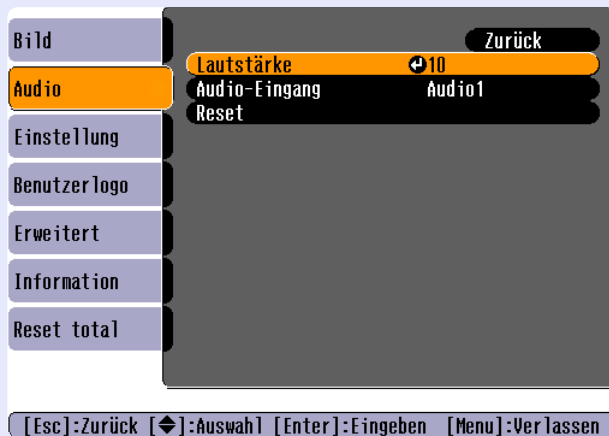 Bild
Audio
Einstellung
Benutzerlogo
Erweitert
Information
Reset total
Zurück
Lautstärke 10
Audio-Eingang Audio1
Reset
[Esc]:Zurück [ ]:Auswahl [Enter]:Eingeben [Menu]:Verlassen